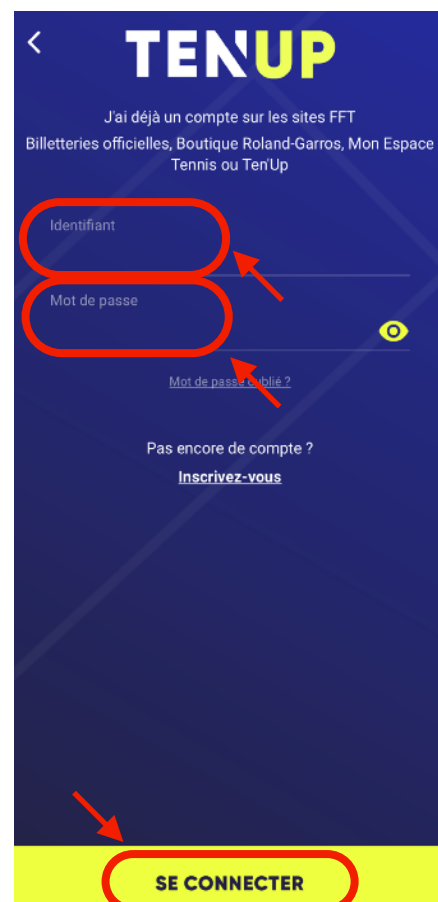 TENUP
J'ai déjà un compte sur les sites FFT
Billetteries officielles, Boutique Roland-Garros, Mon Espace
Tennis ou Ten'Up
Identifiant
Mot de passe
Mot de passe oublié ?
Pas encore de compte ?
Inscrivez-vous
SE CONNECTER